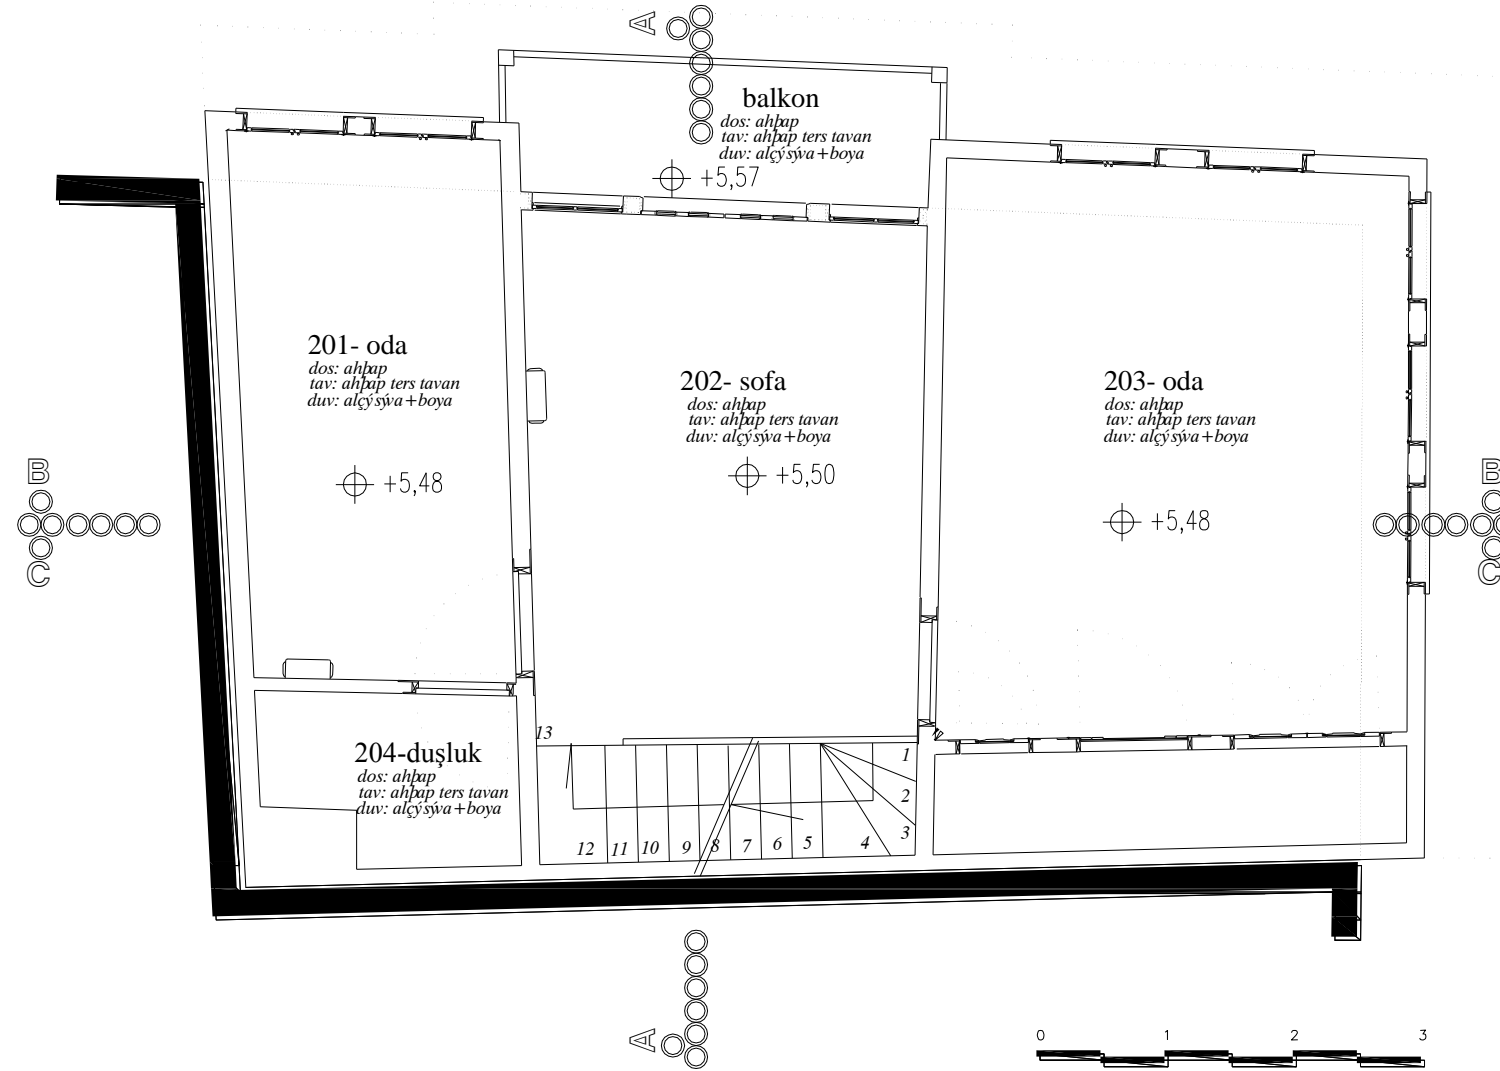 A
balkon
dos: ahþap
tav: ahþap ters tavan
duv: alçýsýva+boya
+5,57
201- oda
dos: ahþap
tav: ahþap ters tavan
duv: alçýsýva+boya
+5,48
202- sofa
dos: ahþap
tav: ahþap ters tavan
duv: alçýsýva+boya
+5,50
203- oda
dos: ahþap
tav: ahþap ters tavan
duv: alçýsýva+boya
+5,48
B
C
B
C
204-duşluk
dos: ahþap
tav: ahþap ters tavan
duv: alçýsýva+boya
13
1
2
3
12 11 10 9 8 7 6 5 4
A
0 1 2 3